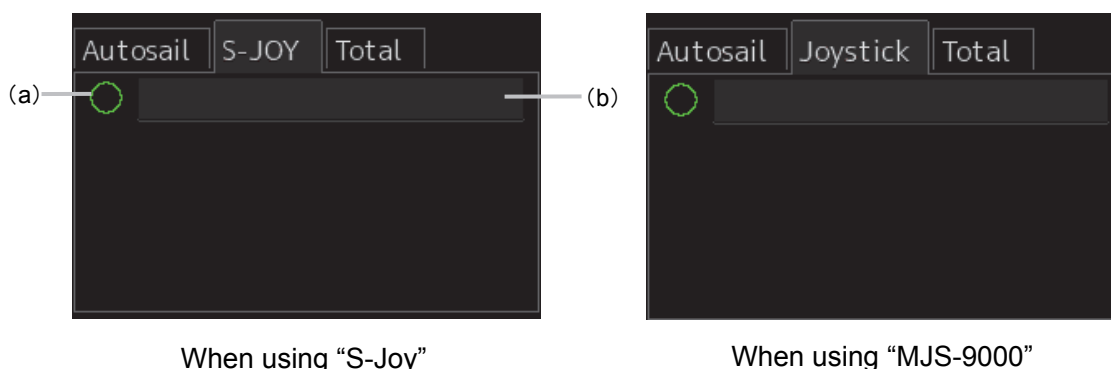 Autosail S-JOY Total
Autosail Joystick Total
(a)
(b)
When using “S-Joy”
When using “MJS-9000”